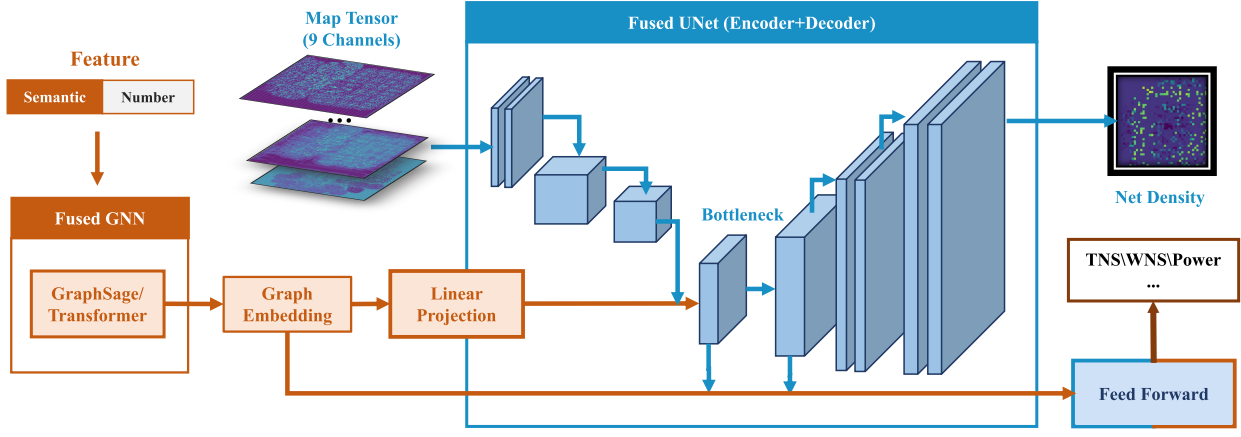 Feature
Semantic
Number
Fused GNN
GraphSage/
Transformer
Graph
Embedding
Linear
Projection
Map Tensor
(9 Channels)
Fused UNet (Encoder+Decoder)
Bottleneck
Net Density
TNS\WNS\Power
...
Feed Forward